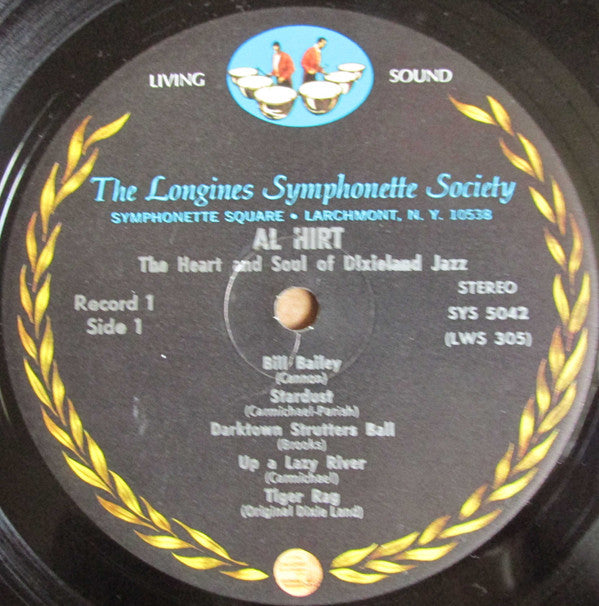 LIVING SOUND
The Longines Symphonette Society
SYMPHONETTE SQUARE • LARCHMONT, N. Y. 10538
AL HIRT
The Heart and Soul of Dixieland Jazz
Record 1
Side 1
STEREO
SYS 5042
(LWS 305)
Bill Bailey
(Cannon)
Stardust
(Carmichael-Parish)
Darktown Strutters Ball
(Brooks)
Up a Lazy River
(Carmichael)
Tiger Rag
(Original Dixie Land)